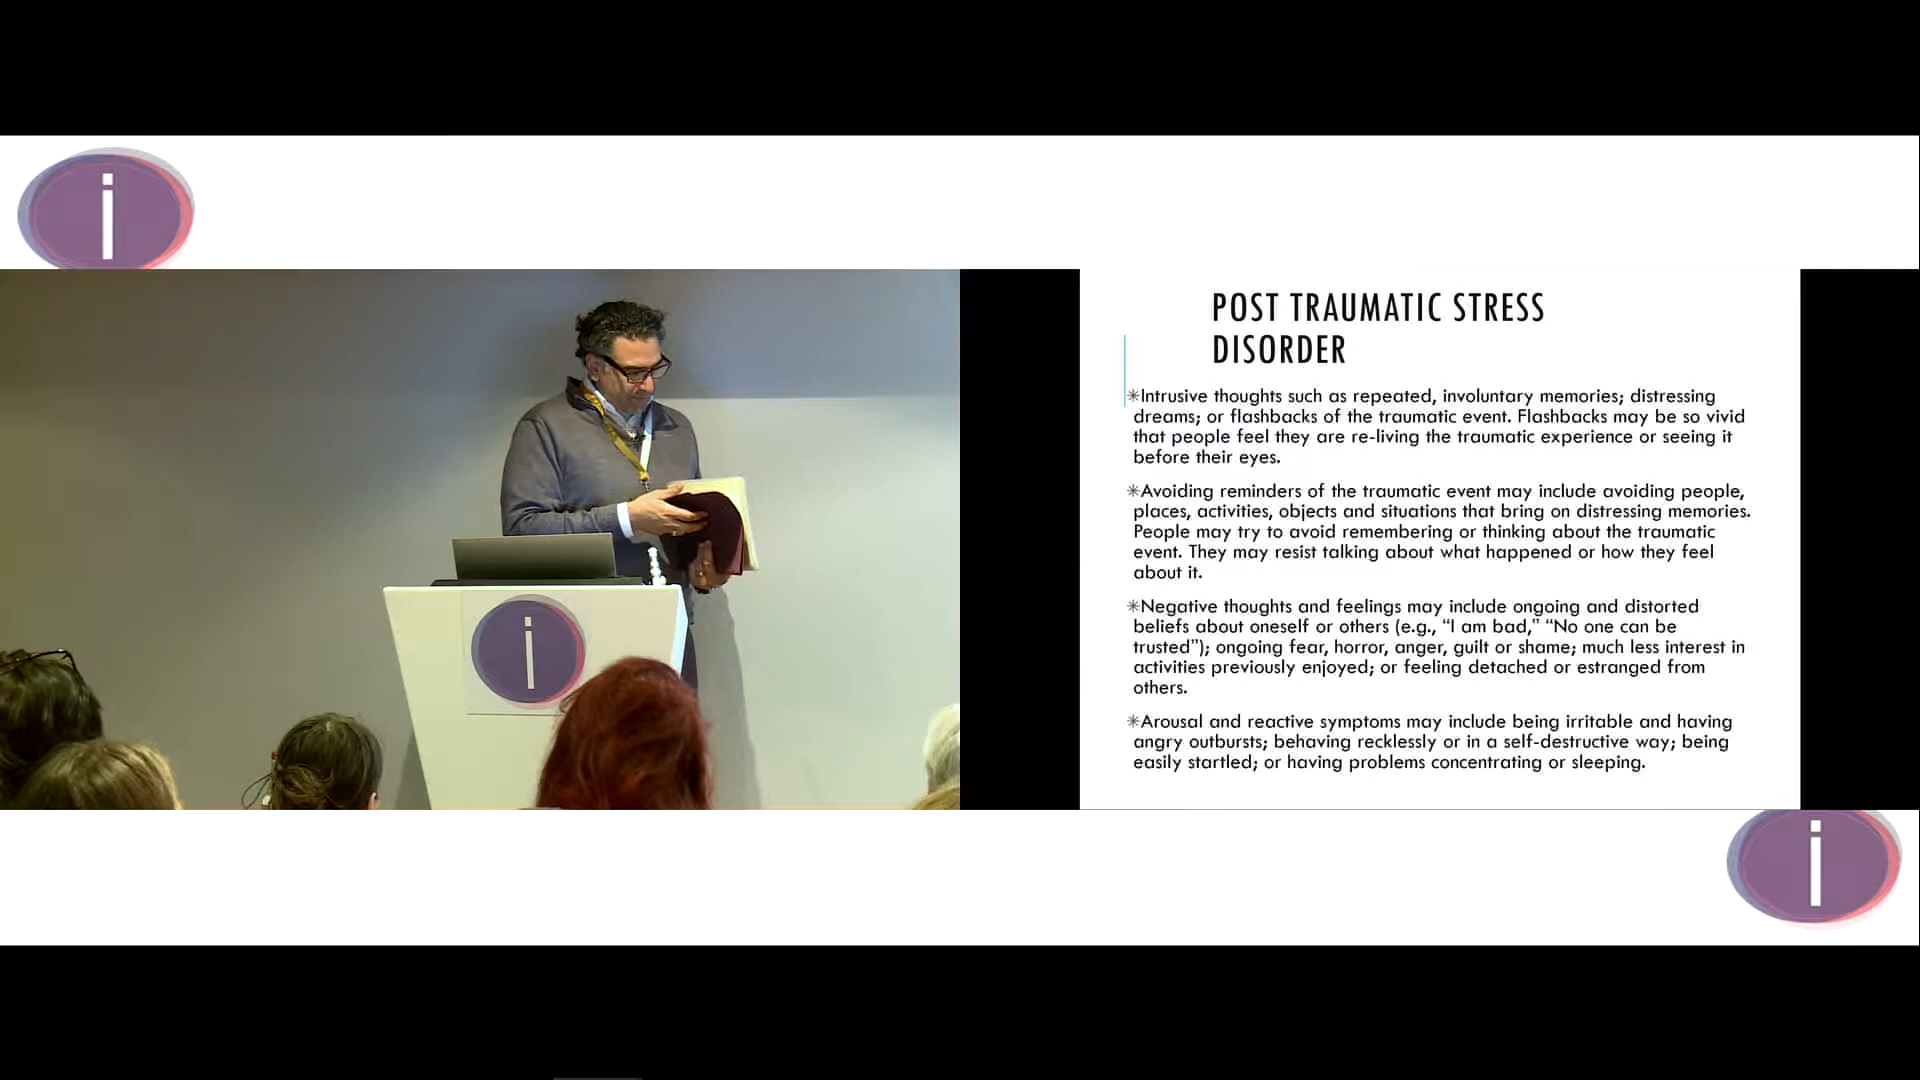 i
POST TRAUMATIC STRESS
DISORDER
✳Intrusive thoughts such as repeated, involuntary memories; distressing
dreams; or flashbacks of the traumatic event. Flashbacks may be so vivid
that people feel they are re-living the traumatic experience or seeing it
before their eyes.
✳Avoiding reminders of the traumatic event may include avoiding people,
places, activities, objects and situations that bring on distressing memories.
People may try to avoid remembering or thinking about the traumatic
event. They may resist talking about what happened or how they feel
about it.
✳Negative thoughts and feelings may include ongoing and distorted
beliefs about oneself or others (e.g., “I am bad,” “No one can be
trusted”); ongoing fear, horror, anger, guilt or shame; much less interest in
activities previously enjoyed; or feeling detached or estranged from
others.
✳Arousal and reactive symptoms may include being irritable and having
angry outbursts; behaving recklessly or in a self-destructive way; being
easily startled; or having problems concentrating or sleeping.
i
i